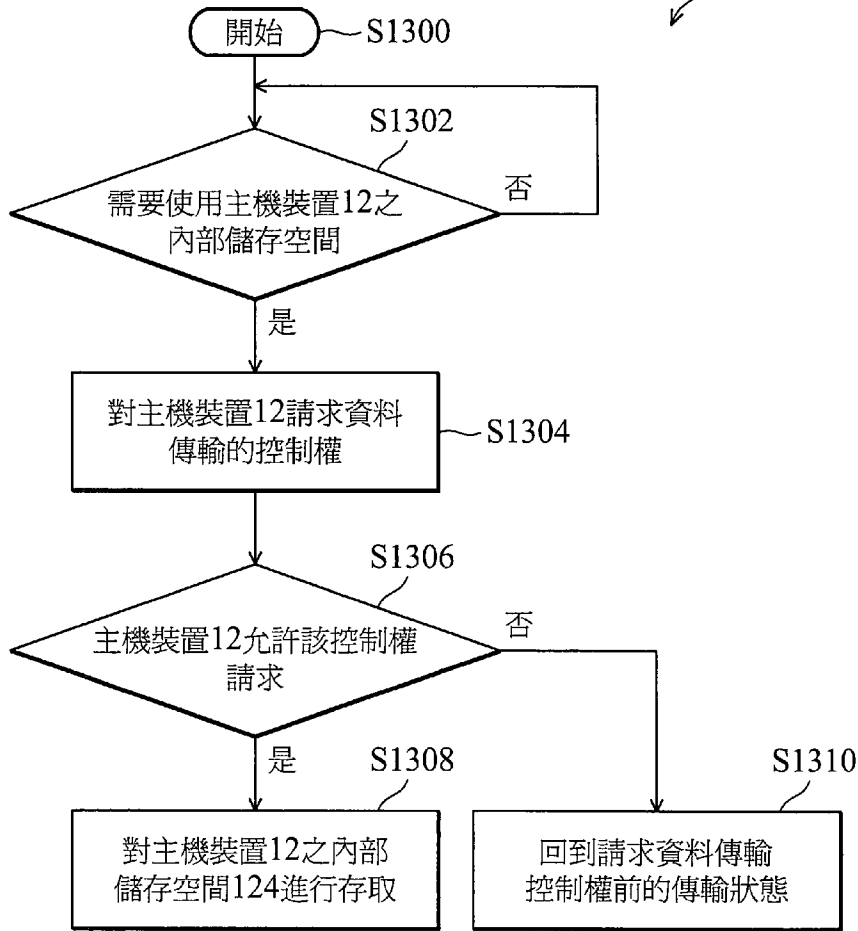 開始
S1300
S1302
需要使用主機裝置12之
內部儲存空間
否
是
對主機裝置12請求資料
傳輸的控制權
S1304
S1306
主機裝置12允許該控制權
請求
否
是
S1308
S1310
對主機裝置12之內部
儲存空間124進行存取
回到請求資料傳輸
控制權前的傳輸狀態